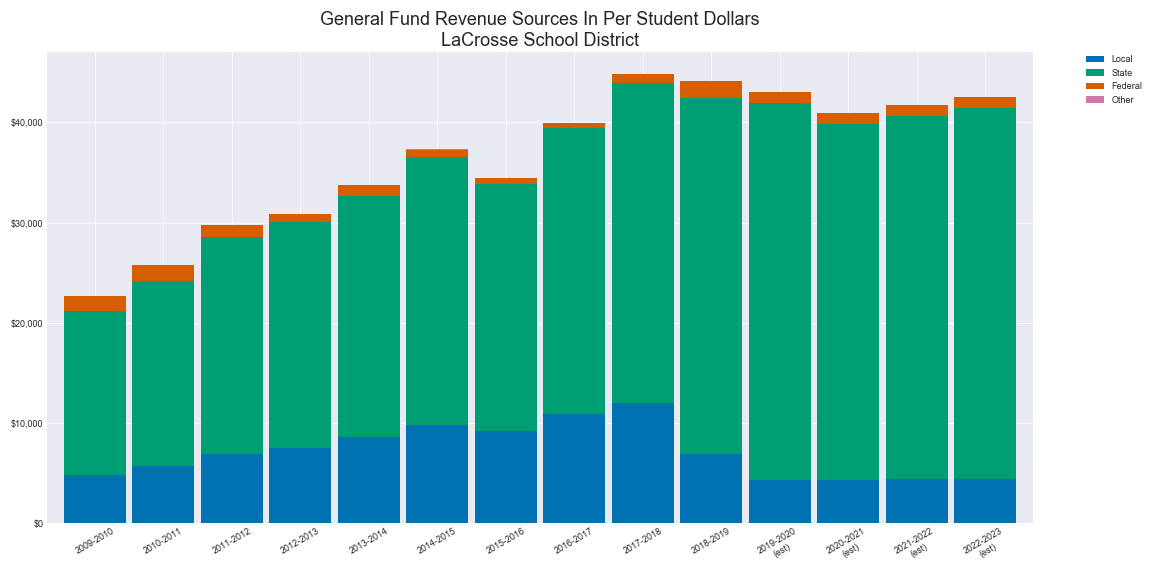 General Fund Revenue Sources In Per Student Dollars
LaCrosse School District
Local
State
Federal
Other
$40,000
$30,000
$20,000
$10,000
$0
2009-2010
2010-2011
2011-2012
2012-2013
2013-2014
2014-2015
2015-2016
2016-2017
2017-2018
2018-2019
2019-2020
(est)
2020-2021
(est)
2021-2022
(est)
2022-2023
(est)